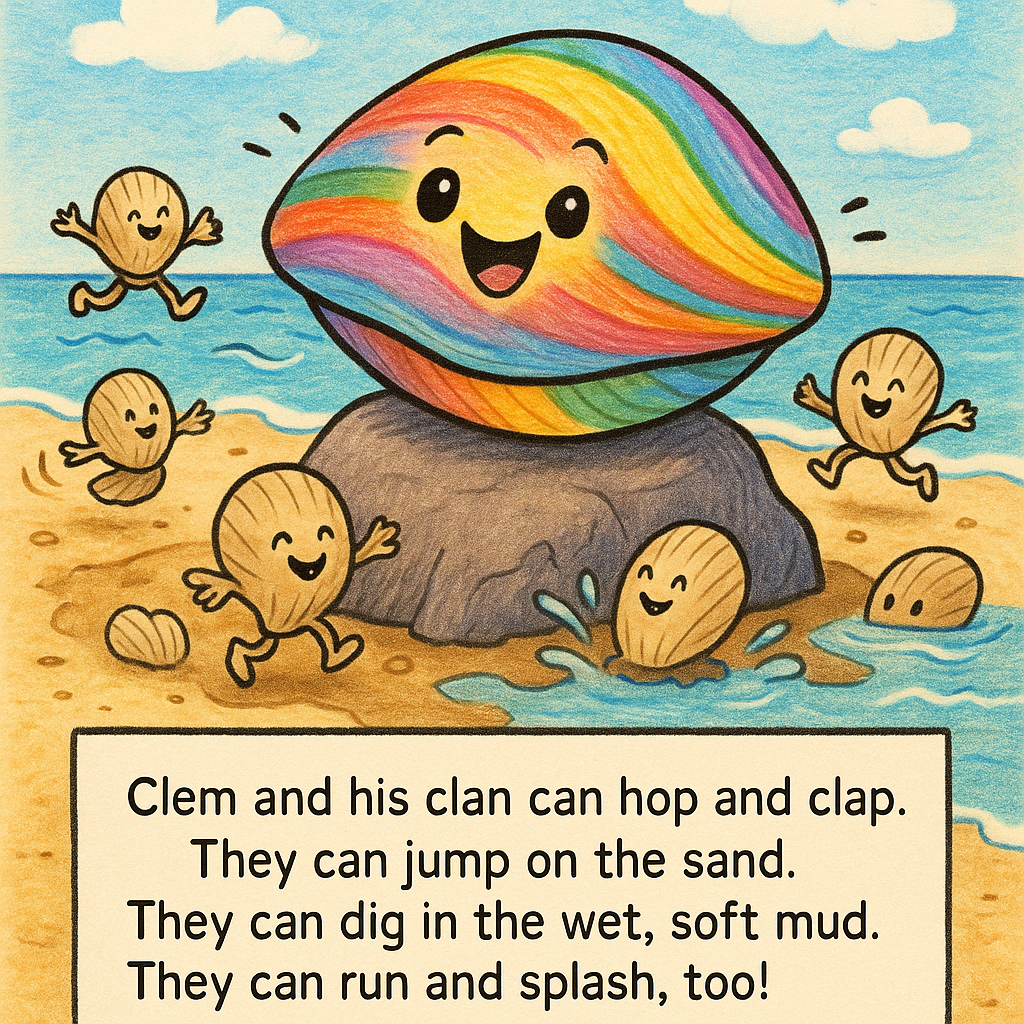 Clem and his clan can hop and clap.
They can jump on the sand.
They can dig in the wet, soft mud.
They can run and splash, too!